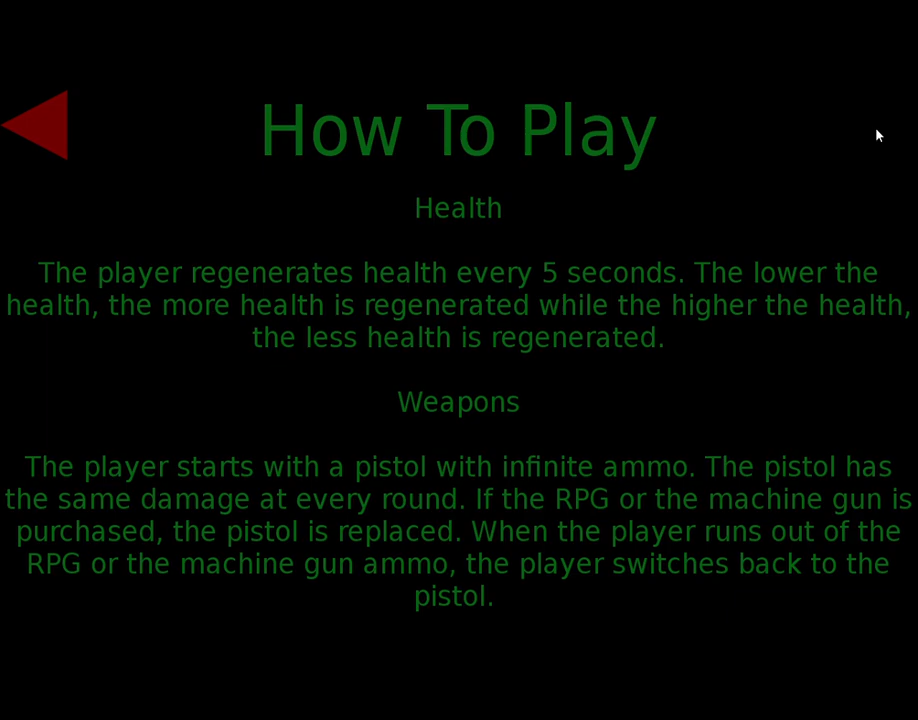 How To Play
Health
The player regenerates health every 5 seconds. The lower the
health, the more health is regenerated while the higher the health,
the less health is regenerated.
Weapons
The player starts with a pistol with infinite ammo. The pistol has
the same damage at every round. If the RPG or the machine gun is
purchased, the pistol is replaced. When the player runs out of the
RPG or the machine gun ammo, the player switches back to the
pistol.